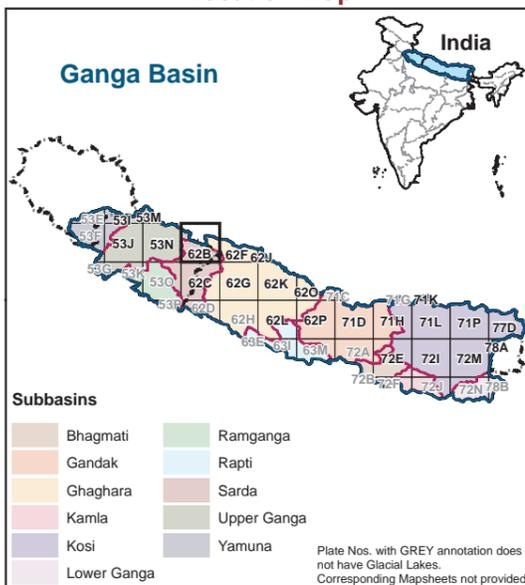 India
Ganga Basin
53E
53I
53M
53F
53J
53N
62B
62F
62J
53G
53K
53O
62C
62G
62K
62O
71C
71G
71K
53P
62D
62H
62L
62P
71D
71H
71L
71P
77D
63E
63I
63M
72A
72E
72I
72M
78A
72B
72F
72J
72N
78B
Subbasins
Bhagmati
Gandak
Ghaghara
Kamla
Kosi
Lower Ganga
Ramganga
Rapti
Sarda
Upper Ganga
Yamuna
Plate Nos. with GREY annotation does
not have Glacial Lakes.
Corresponding Mapsheets not provided